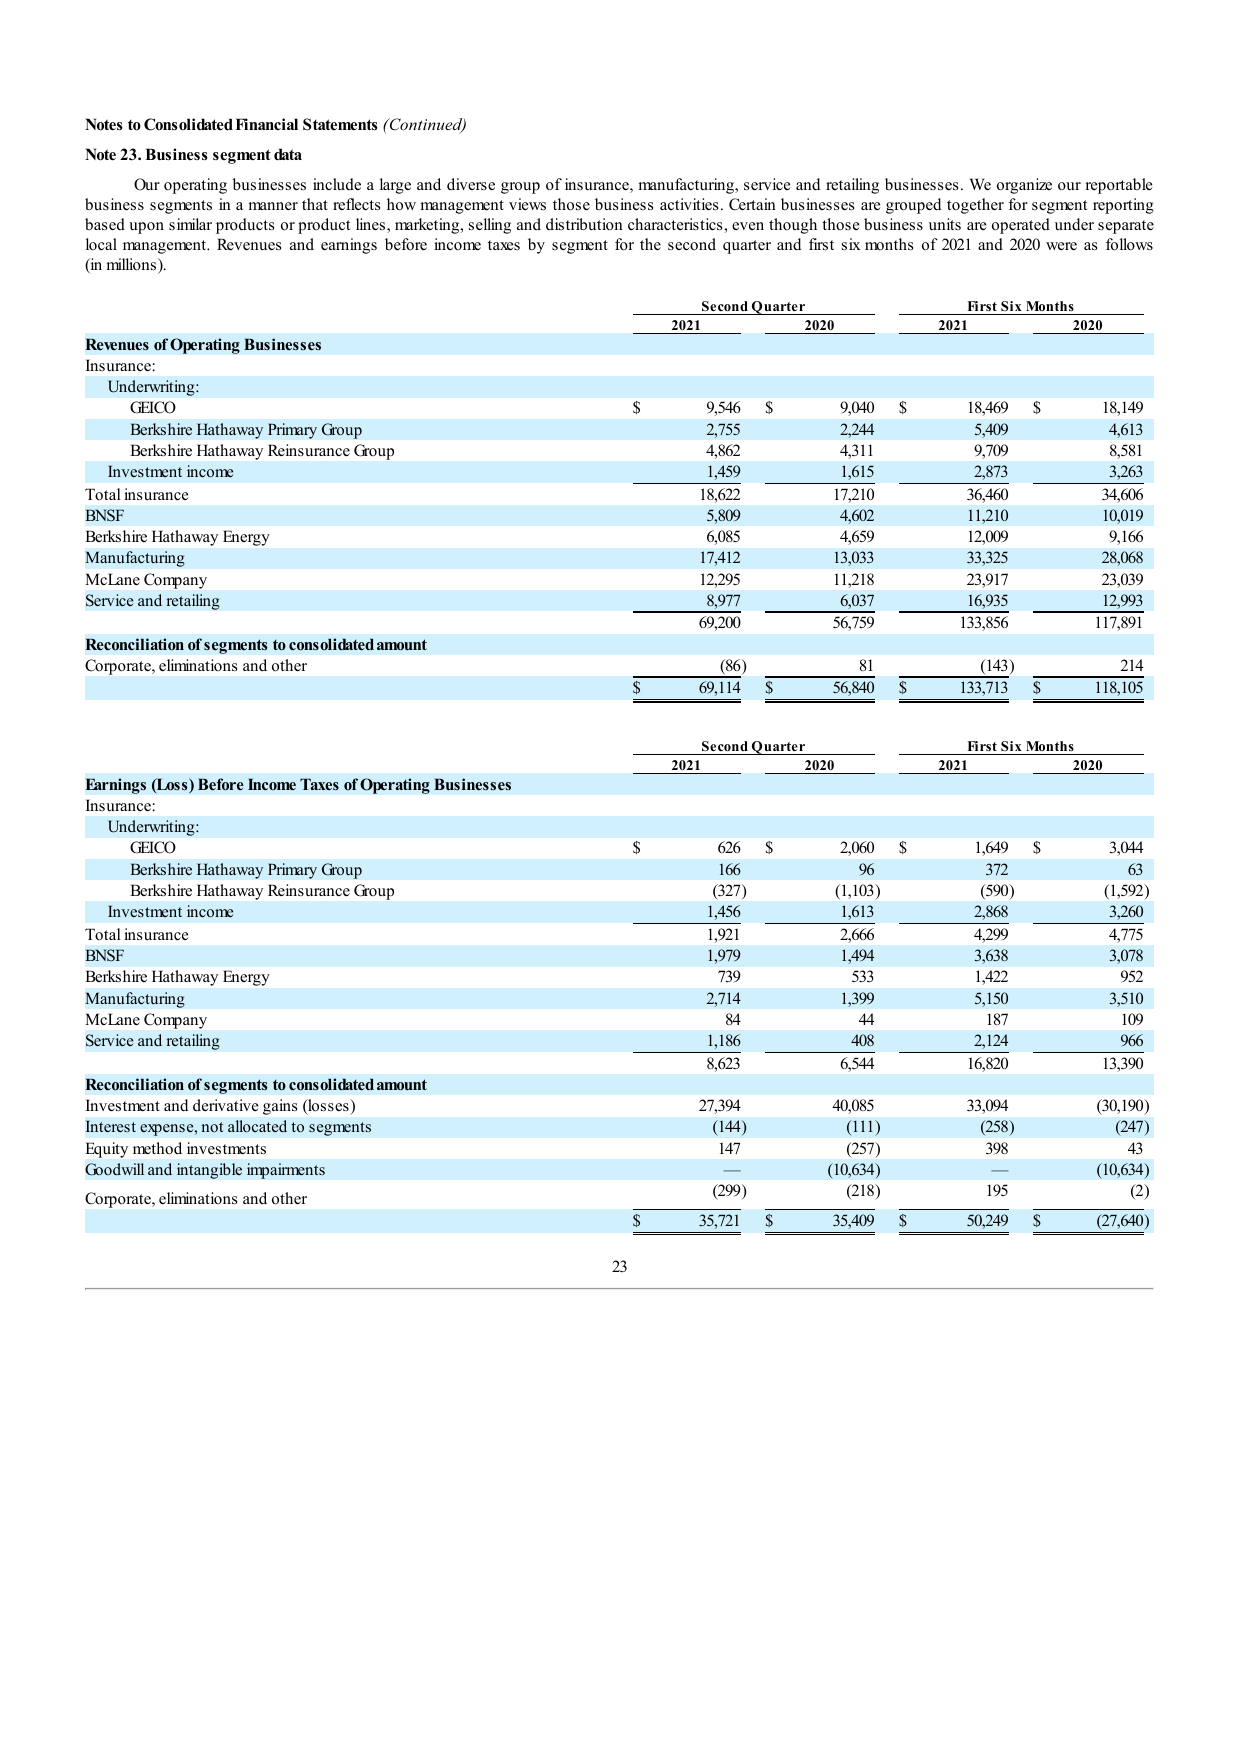 Notes to Consolidated Financial Statements (Continued)
Note 23. Business segment data
Our operating businesses include a large and diverse group of insurance, manufacturing, service and retailing businesses. We organize our reportable
business segments in a manner that reflects how management views those business activities. Certain businesses are grouped together for segment reporting
based upon similar products or product lines, marketing, selling and distribution characteristics, even though those business units are operated under separate
local management. Revenues and earnings before income taxes by segment for the second quarter and first six months of 2021 and 2020 were as follows
(in millions).
Second Quarter First Six Months
2021 2020 2021 2020
Revenues of Operating Businesses
Insurance:
Underwriting:
GEICO $ 9,546 $ 9,040 $ 18,469 $ 18,149
Berkshire Hathaway Primary Group 2,755 2,244 5,409 4,613
Berkshire Hathaway Reinsurance Group 4,862 4,311 9,709 8,581
Investment income 1,459 1,615 2,873 3,263
Total insurance 18,622 17,210 36,460 34,606
BNSF 5,809 4,602 11,210 10,019
Berkshire Hathaway Energy 6,085 4,659 12,009 9,166
Manufacturing 17,412 13,033 33,325 28,068
McLane Company 12,295 11,218 23,917 23,039
Service and retailing 8,977 6,037 16,935 12,993
69,200 56,759 133,856 117,891
Reconciliation of segments to consolidated amount
Corporate, eliminations and other (86) 81 (143) 214
$ 69,114 $ 56,840 $ 133,713 $ 118,105
Second Quarter First Six Months
2021 2020 2021 2020
Earnings (Loss) Before Income Taxes of Operating Businesses
Insurance:
Underwriting:
GEICO $ 626 $ 2,060 $ 1,649 $ 3,044
Berkshire Hathaway Primary Group 166 96 372 63
Berkshire Hathaway Reinsurance Group (327) (1,103) (590) (1,592)
Investment income 1,456 1,613 2,868 3,260
Total insurance 1,921 2,666 4,299 4,775
BNSF 1,979 1,494 3,638 3,078
Berkshire Hathaway Energy 739 533 1,422 952
Manufacturing 2,714 1,399 5,150 3,510
McLane Company 84 44 187 109
Service and retailing 1,186 408 2,124 966
8,623 6,544 16,820 13,390
Reconciliation of segments to consolidated amount
Investment and derivative gains (losses) 27,394 40,085 33,094 (30,190)
Interest expense, not allocated to segments (144) (111) (258) (247)
Equity method investments 147 (257) 398 43
Goodwill and intangible impairments — (10,634) — (10,634)
Corporate, eliminations and other (299) (218) 195 (2)
$ 35,721 $ 35,409 $ 50,249 $ (27,640)
23